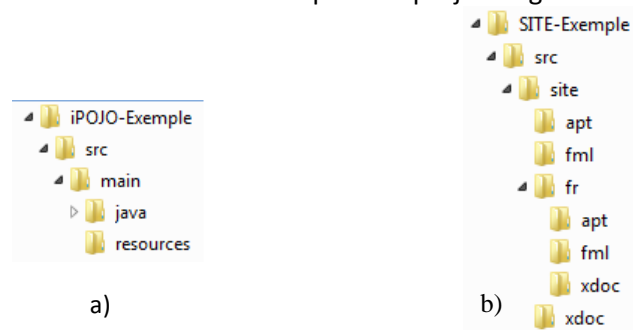 SITE-Exemple
src
site
apt
fml
fr
apt
fml
xdoc
xdoc
b)
iPOJO-Exemple
src
main
java
resources
a)